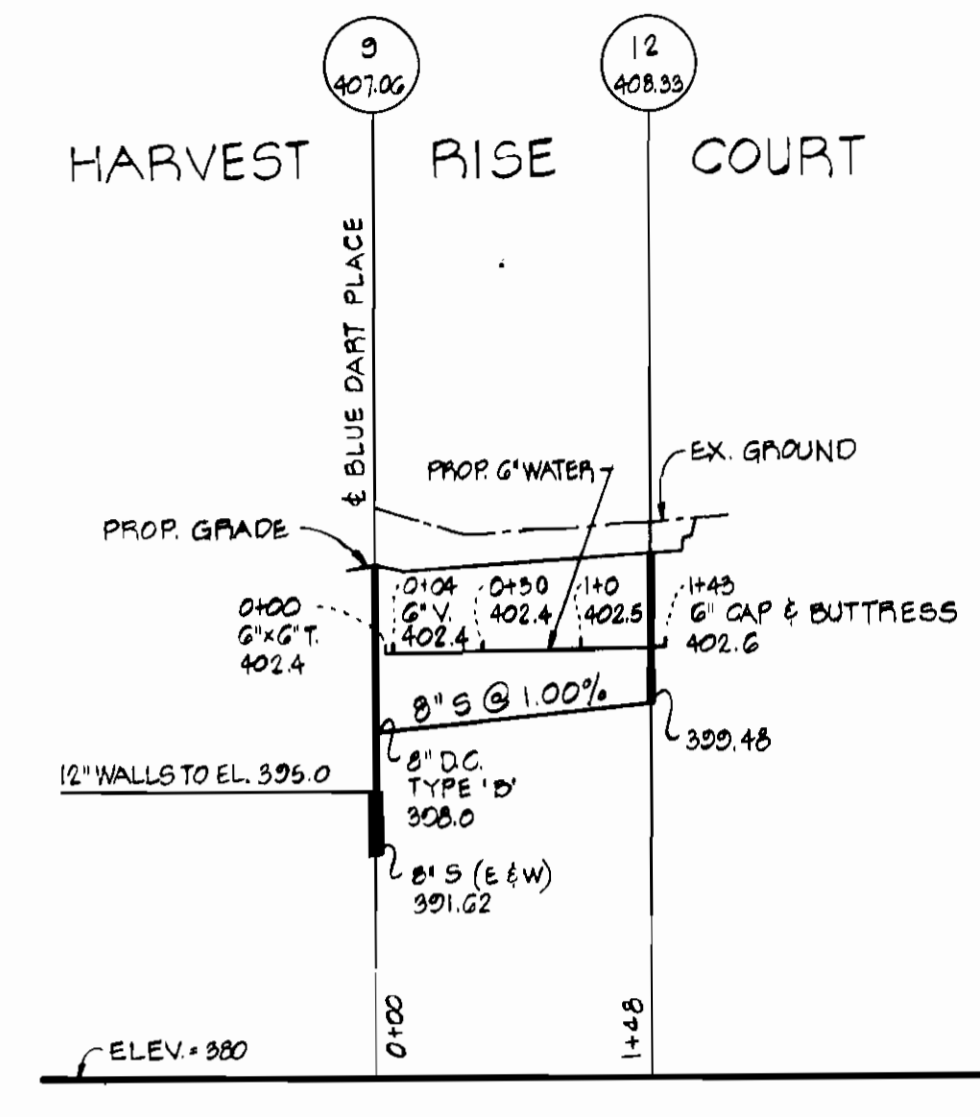 9
407.06
12
408.33
HARVEST RISE COURT
℄ BLUE DART PLACE
PROP. 6" WATER
EX. GROUND
PROP. GRADE
0+00
6"x6" T.
402.4
0+04
6" V.
402.4
0+50
402.4
1+0
402.5
1+43
6" CAP & BUTTRESS
402.6
8" S @ 1.00%
399.48
8" D.C.
TYPE 'B'
398.0
12" WALLS TO EL. 395.0
8" S (E & W)
391.62
0+00
1+48
ELEV. = 380